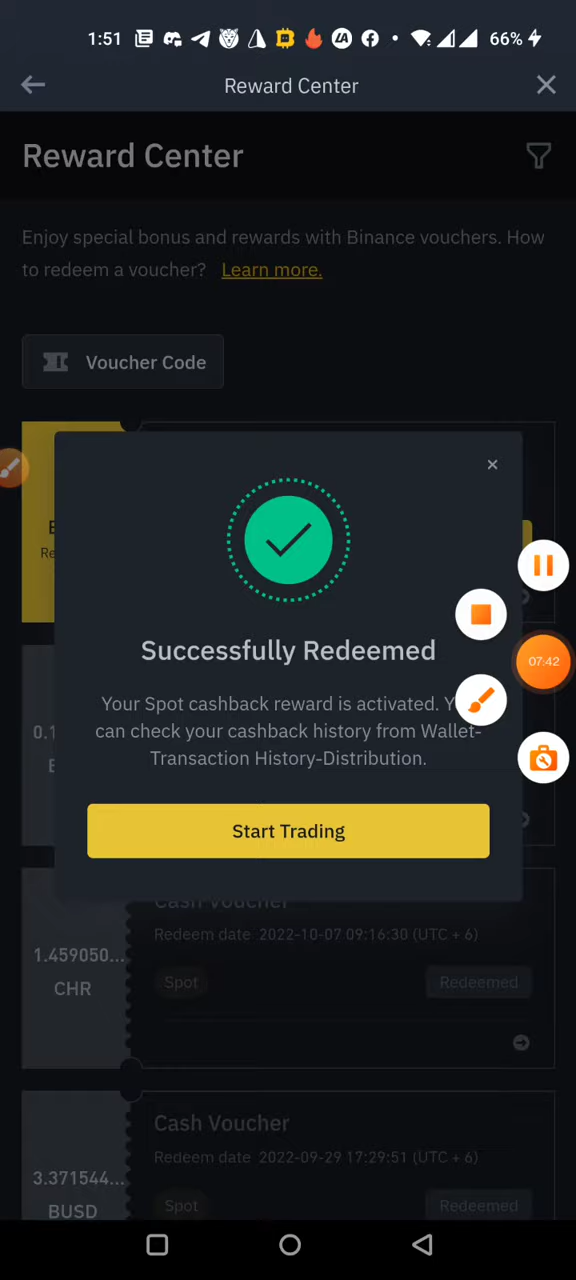 1:51
66%
Reward Center
Reward Center
Enjoy special bonus and rewards with Binance vouchers. How
to redeem a voucher? Learn more.
Voucher Code
Successfully Redeemed
07:42
Your Spot cashback reward is activated.
can check your cashback history from Wallet-
Transaction History-Distribution.
Start Trading
Cash Voucher
Redeem date 2022-10-07 09:16:30 (UTC + 6)
1.459050...
CHR
Spot
Redeemed
Cash Voucher
Redeem date 2022-09-29 17:29:51 (UTC + 6)
3.371544...
BUSD
Spot
Redeemed